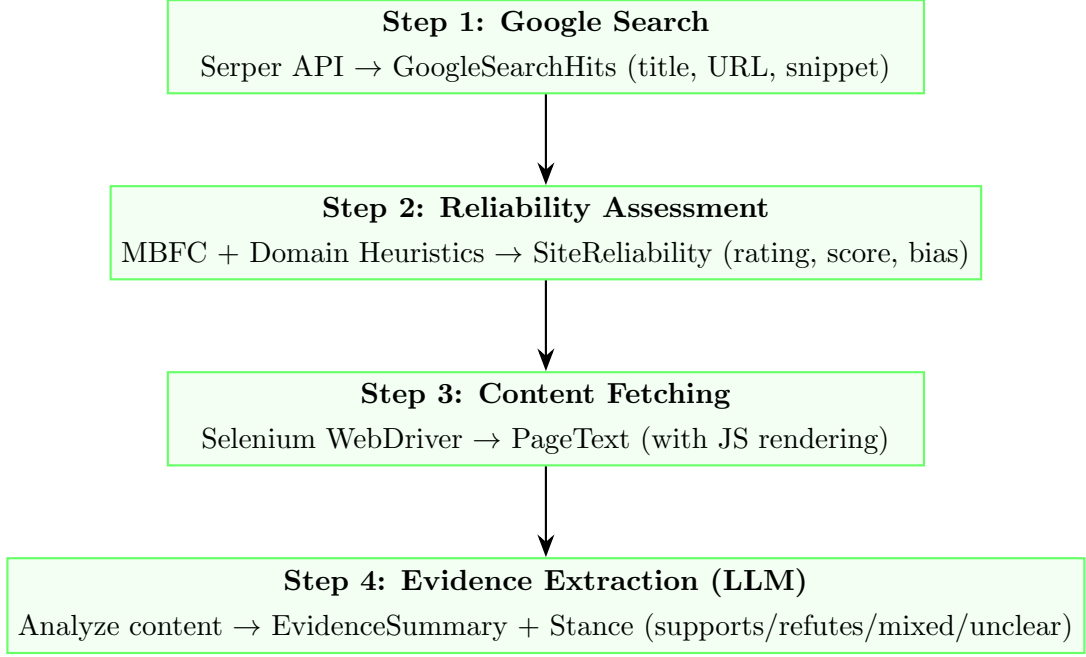 Step 1: Google Search
Serper API → GoogleSearchHits (title, URL, snippet)
Step 2: Reliability Assessment
MBFC + Domain Heuristics → SiteReliability (rating, score, bias)
Step 3: Content Fetching
Selenium WebDriver → PageText (with JS rendering)
Step 4: Evidence Extraction (LLM)
Analyze content → EvidenceSummary + Stance (supports/refutes/mixed/unclear)